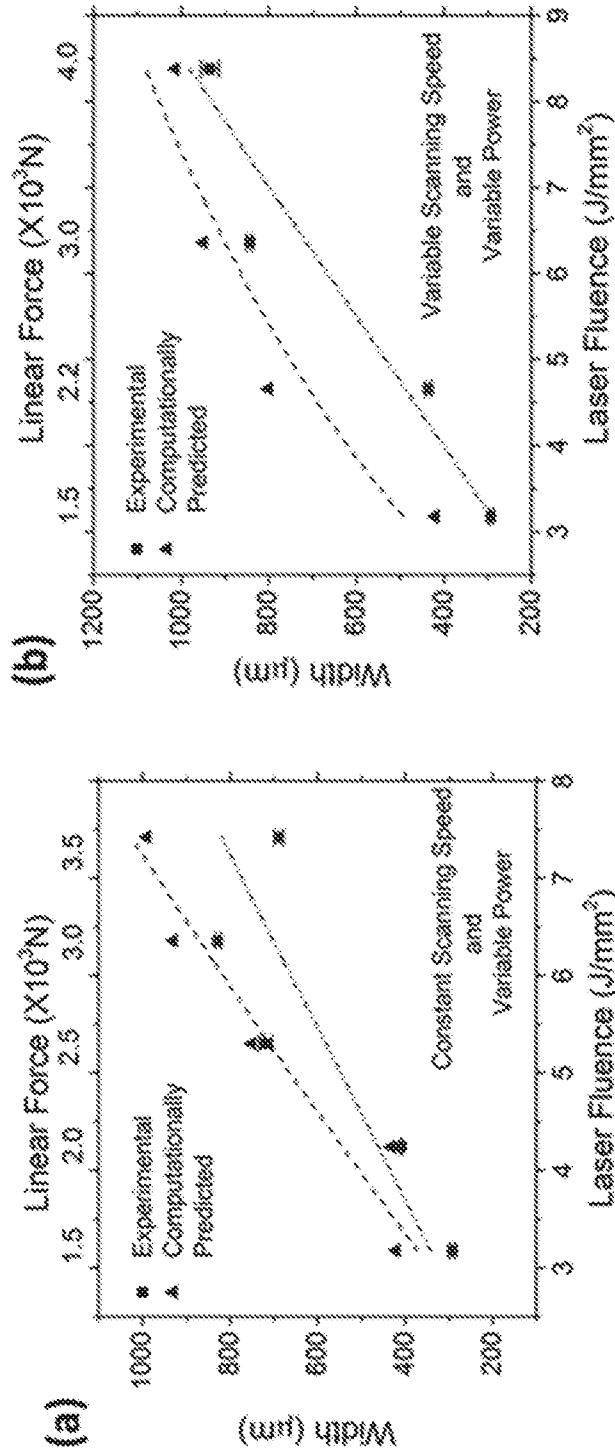 (a)
Linear Force (X10³N)
1.5 2.0 2.5 3.0 3.5
Experimental
Computationally
Predicted
1000
800
600
400
200
Width (μm)
Constant Scanning Speed
and
Variable Power
3 4 5 6 7 8
Laser Fluence (J/mm²)
(b)
Linear Force (X10³N)
1.5 2.2 3.0 4.0
Experimental
Computationally
Predicted
1200
1000
800
600
400
200
Width (μm)
Variable Scanning Speed
and
Variable Power
3 4 5 6 7 8 9
Laser Fluence (J/mm²)